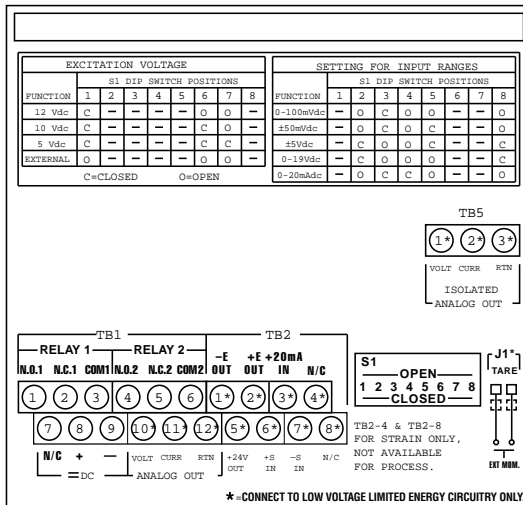 EXCITATION VOLTAGE
S1 DIP SWITCH POSITIONS
FUNCTION 1 2 3 4 5 6 7 8
12 Vdc C – – – – O O –
10 Vdc C – – – – C O –
5 Vdc C – – – – C C –
EXTERNAL O – – – – O O –
C=CLOSED O=OPEN
SETTING FOR INPUT RANGES
S1 DIP SWITCH POSITIONS
FUNCTION 1 2 3 4 5 6 7 8
0-100mVdc – O C O O – – O
±50mVdc – O C O C – – O
±5Vdc – C O O C – – C
0-19Vdc – C O O O – – C
0-20mAdc – O C C O – – O
TB5
1* 2* 3*
VOLT CURR RTN
ISOLATED
ANALOG OUT
TB1 TB2
RELAY 1 RELAY 2
–E +E +20mA
N.O.1 N.C.1 COM1 N.O.2 N.C.2 COM2 OUT OUT IN N/C
1 2 3 4 5 6 1* 2* 3* 4*
7 8 9 10* 11* 12* 5* 6* 7* 8*
N/C + – VOLT CURR RTN +24V +S –S N/C
OUT IN IN
DC ANALOG OUT
S1
OPEN
1 2 3 4 5 6 7 8
CLOSED
TB2-4 & TB2-8
FOR STRAIN ONLY,
NOT AVAILABLE
FOR PROCESS.
J1*
TARE
EXT MOM.
*=CONNECT TO LOW VOLTAGE LIMITED ENERGY CIRCUITRY ONLY